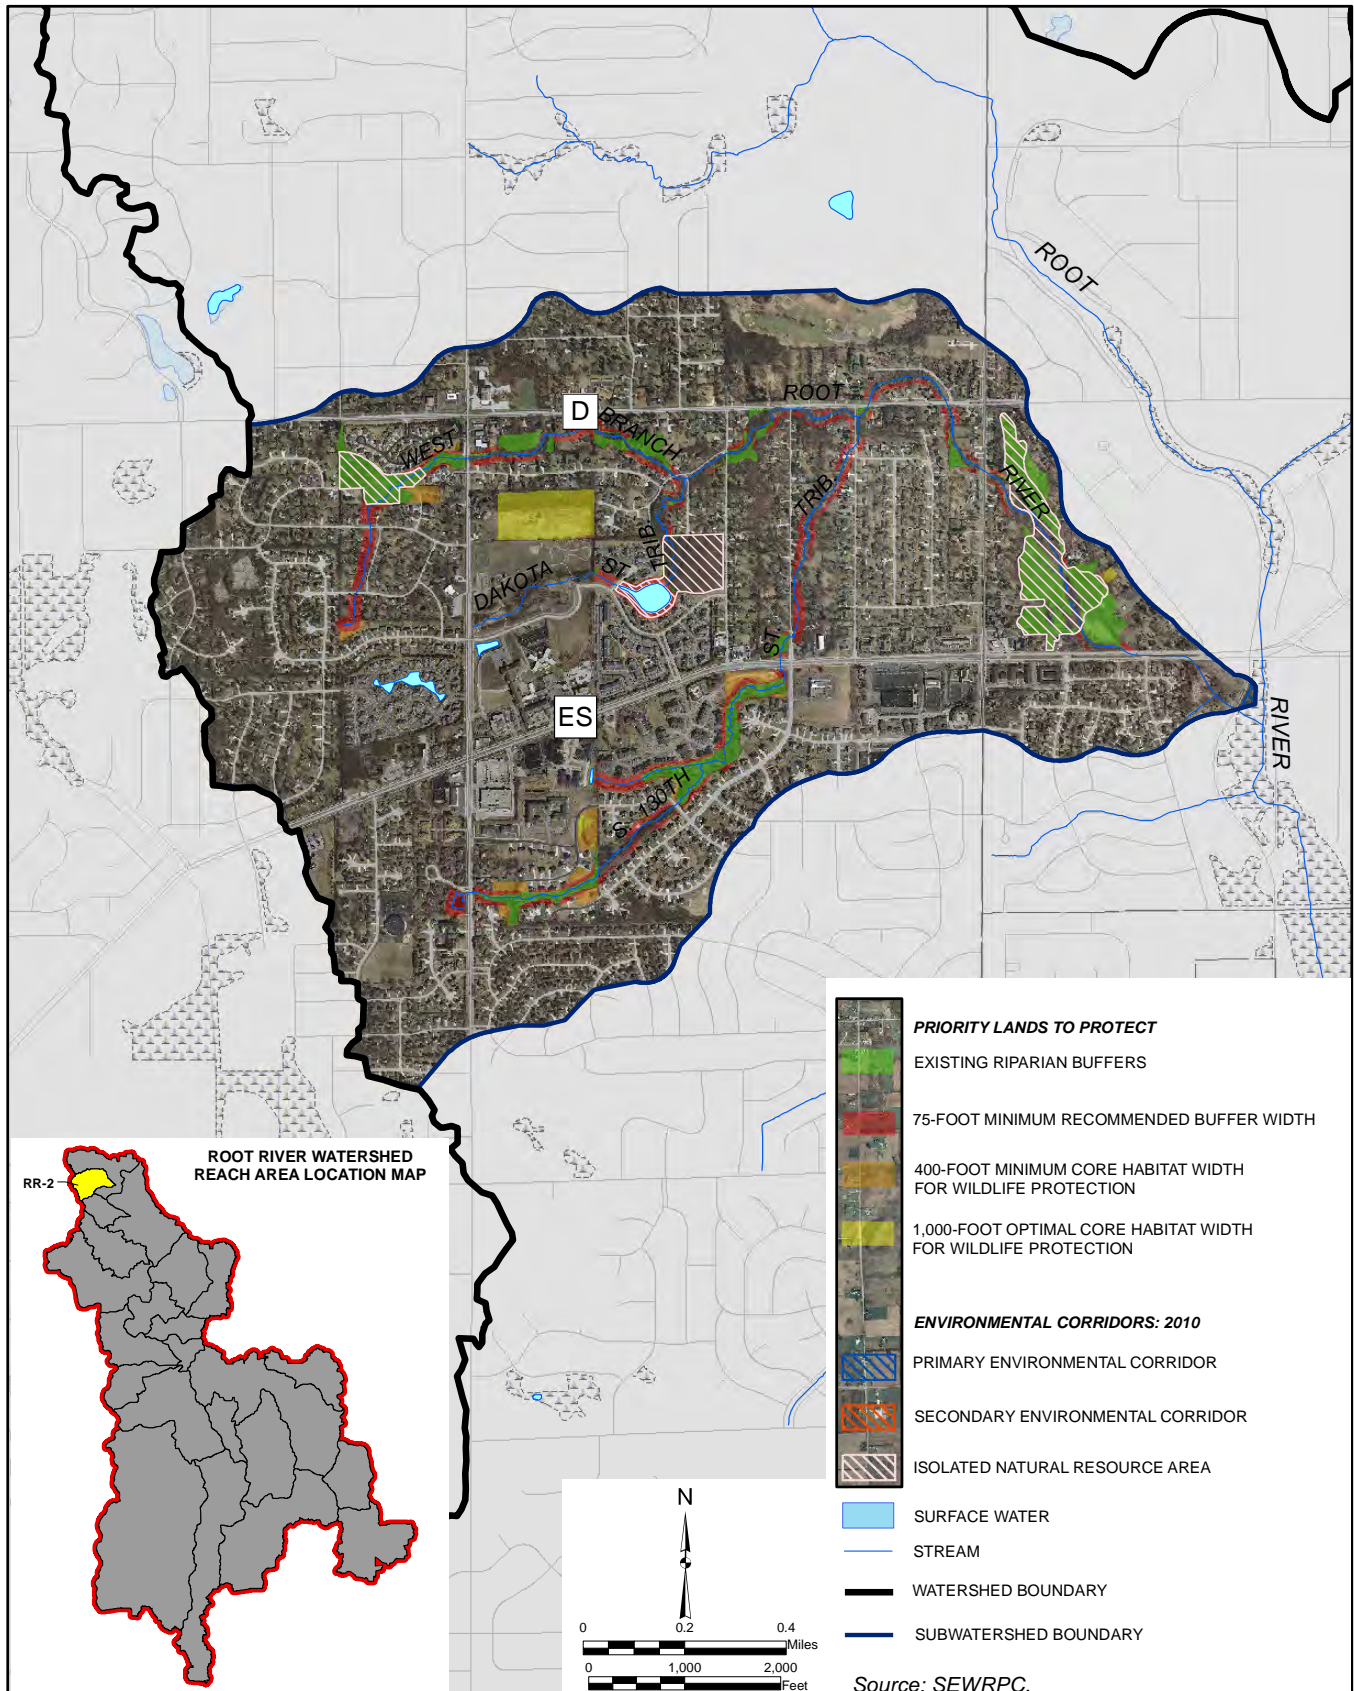 ROOT
ROOT
D
BRANCH
WEST
TRIB
RIVER
TRIB
ST
DAKOTA
ST
ES
RIVER
S 130TH
PRIORITY LANDS TO PROTECT
EXISTING RIPARIAN BUFFERS
75-FOOT MINIMUM RECOMMENDED BUFFER WIDTH
400-FOOT MINIMUM CORE HABITAT WIDTH
FOR WILDLIFE PROTECTION
1,000-FOOT OPTIMAL CORE HABITAT WIDTH
FOR WILDLIFE PROTECTION
ENVIRONMENTAL CORRIDORS: 2010
PRIMARY ENVIRONMENTAL CORRIDOR
SECONDARY ENVIRONMENTAL CORRIDOR
ISOLATED NATURAL RESOURCE AREA
SURFACE WATER
STREAM
WATERSHED BOUNDARY
SUBWATERSHED BOUNDARY
Source: SEWRPC.
ROOT RIVER WATERSHED
REACH AREA LOCATION MAP
RR-2
N
0 0.2 0.4
Miles
0 1,000 2,000
Feet